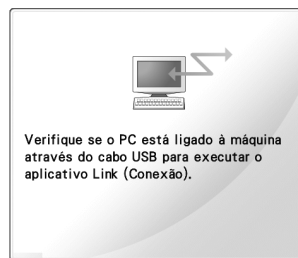 Verifique se o PC está ligado à máquina
através do cabo USB para executar o
aplicativo Link (Conexão).